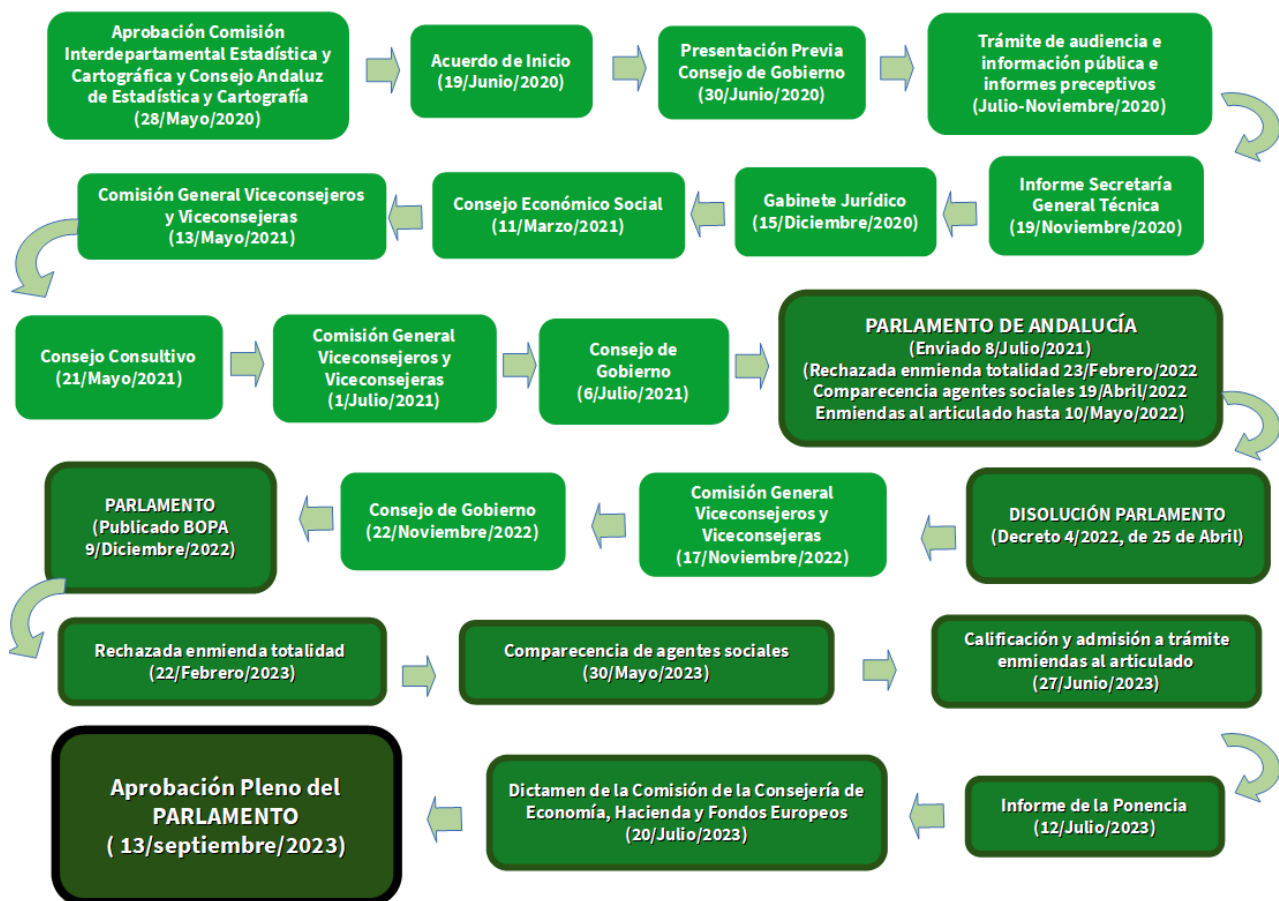 Aprobación Comisión
Interdepartamental Estadística y
Cartográfica y Consejo Andaluz
de Estadística y Cartografía
(28/Mayo/2020)
Acuerdo de Inicio
(19/Junio/2020)
Presentación Previa
Consejo de Gobierno
(30/Junio/2020)
Trámite de audiencia e
información pública e
informes preceptivos
(Julio-Noviembre/2020)
Informe Secretaría
General Técnica
(19/Noviembre/2020)
Gabinete Jurídico
(15/Diciembre/2020)
Consejo Económico Social
(11/Marzo/2021)
Comisión General Viceconsejeros
y Viceconsejeras
(13/Mayo/2021)
Consejo Consultivo
(21/Mayo/2021)
Comisión General
Viceconsejeros y
Viceconsejeras
(1/Julio/2021)
Consejo de
Gobierno
(6/Julio/2021)
PARLAMENTO DE ANDALUCÍA
(Enviado 8/Julio/2021)
(Rechazada enmienda totalidad 23/Febrero/2022
Comparecencia agentes sociales 19/Abril/2022
Enmiendas al articulado hasta 10/Mayo/2022)
DISOLUCIÓN PARLAMENTO
(Decreto 4/2022, de 25 de Abril)
Comisión General
Viceconsejeros y
Viceconsejeras
(17/Noviembre/2022)
Consejo de Gobierno
(22/Noviembre/2022)
PARLAMENTO
(Publicado BOPA
9/Diciembre/2022)
Rechazada enmienda totalidad
(22/Febrero/2023)
Comparecencia de agentes sociales
(30/Mayo/2023)
Calificación y admisión a trámite
enmiendas al articulado
(27/Junio/2023)
Informe de la Ponencia
(12/Julio/2023)
Dictamen de la Comisión de la Consejería de
Economía, Hacienda y Fondos Europeos
(20/Julio/2023)
Aprobación Pleno del
PARLAMENTO
( 13/septiembre/2023)